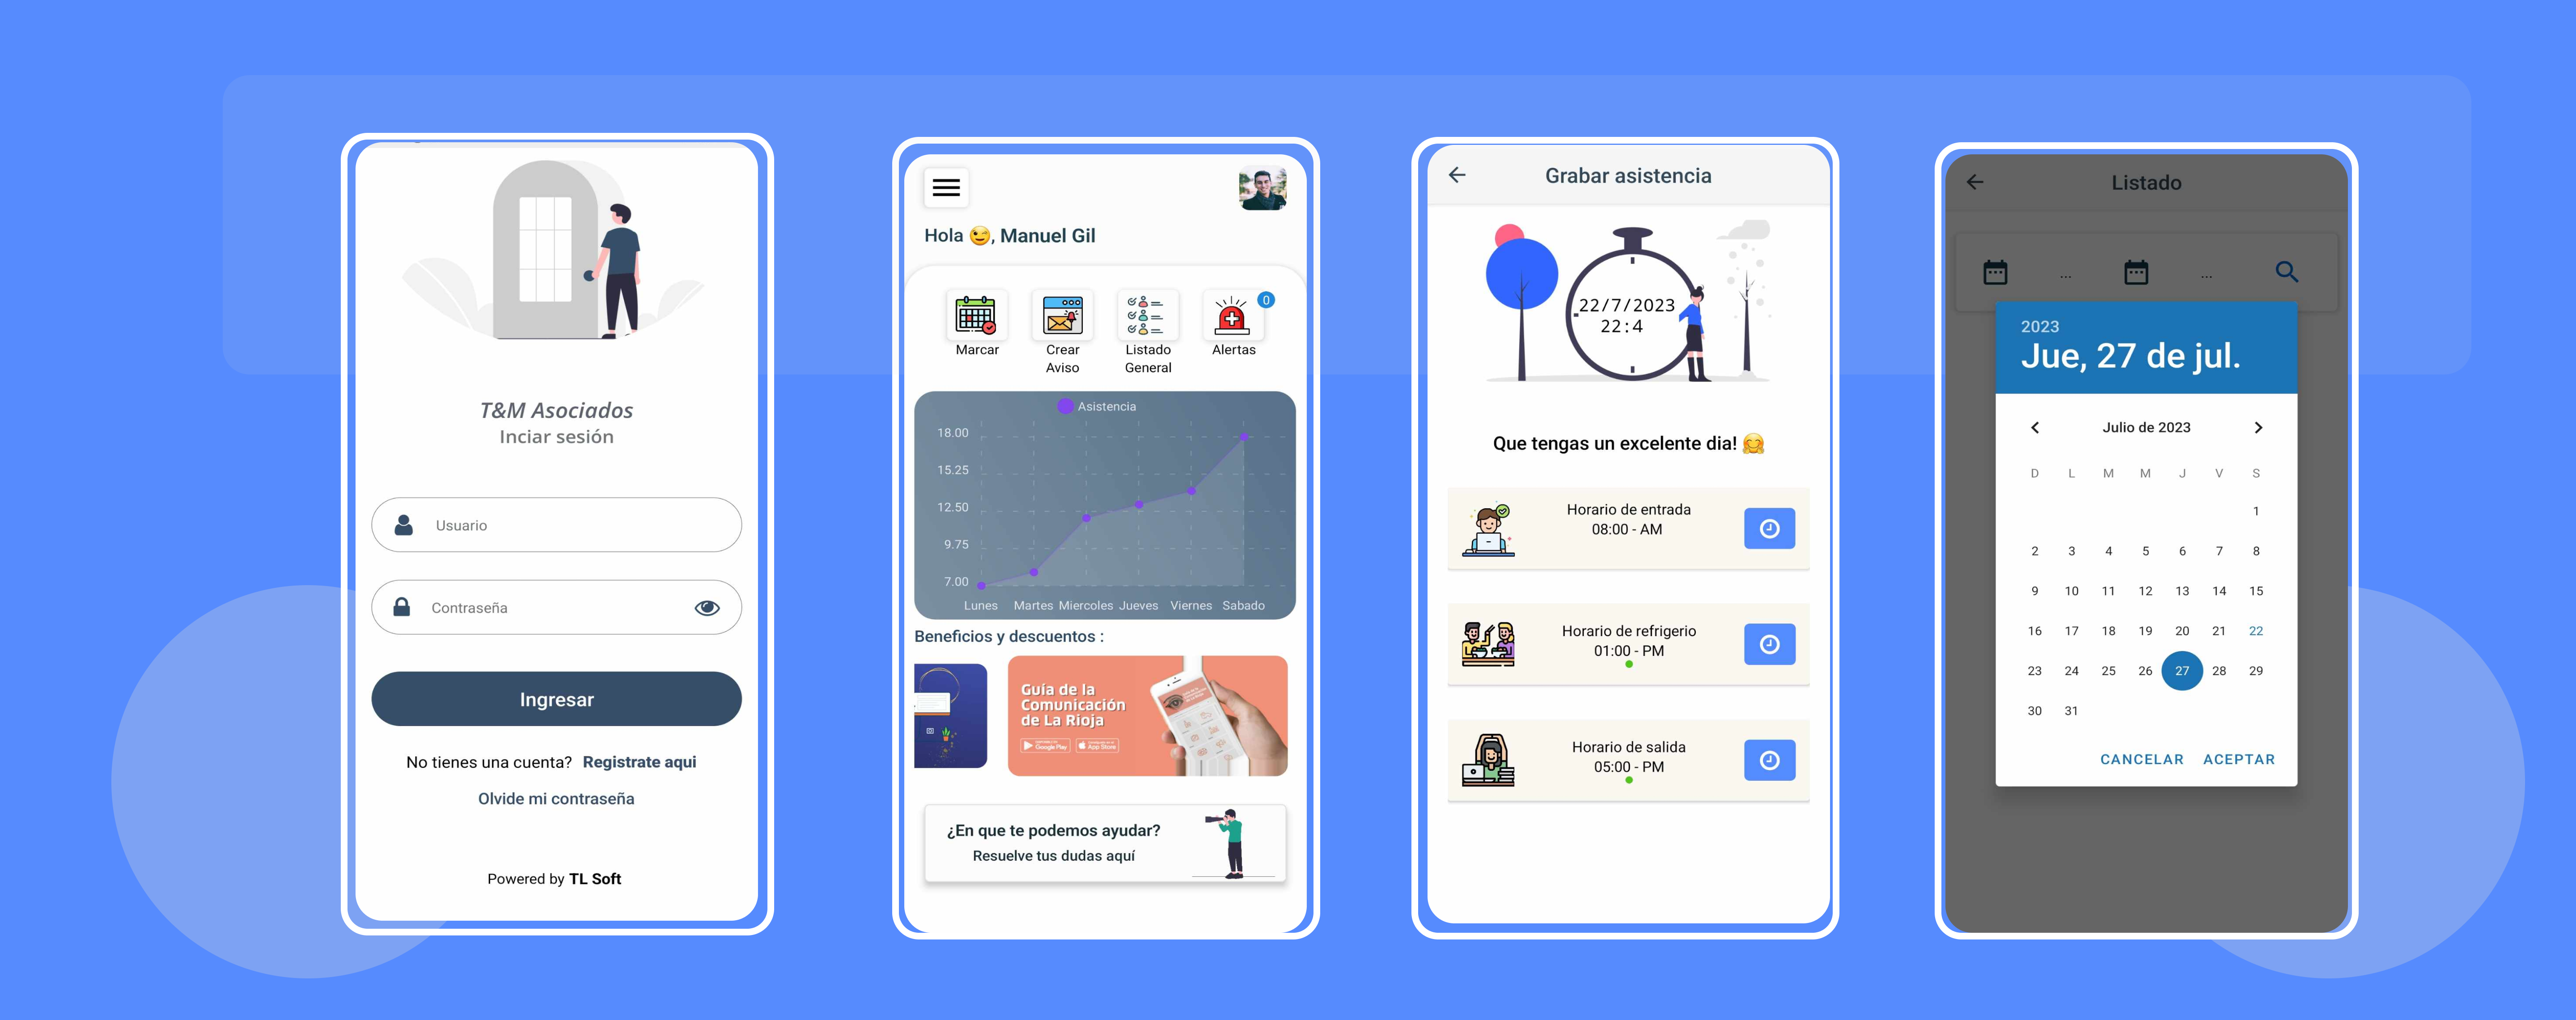 T&M Asociados
Inciar sesión
Usuario
Contraseña
Ingresar
No tienes una cuenta? Registrate aqui
Olvide mi contraseña
Powered by TL Soft
Hola 😉, Manuel Gil
0
Marcar
Crear
Aviso
Listado
General
Alertas
Asistencia
18.00
15.25
12.50
9.75
7.00
Lunes Martes Miercoles Jueves Viernes Sabado
Beneficios y descuentos :
Guía de la
Comunicación
de La Rioja
Google Play
App Store
¿En que te podemos ayudar?
Resuelve tus dudas aquí
Grabar asistencia
22/7/2023
22:4
Que tengas un excelente dia! 🤗
Horario de entrada
08:00 - AM
Horario de refrigerio
01:00 - PM
Horario de salida
05:00 - PM
Listado
... ...
2023
Jue, 27 de jul.
Julio de 2023
D L M M J V S
1
2 3 4 5 6 7 8
9 10 11 12 13 14 15
16 17 18 19 20 21 22
23 24 25 26 27 28 29
30 31
CANCELAR ACEPTAR